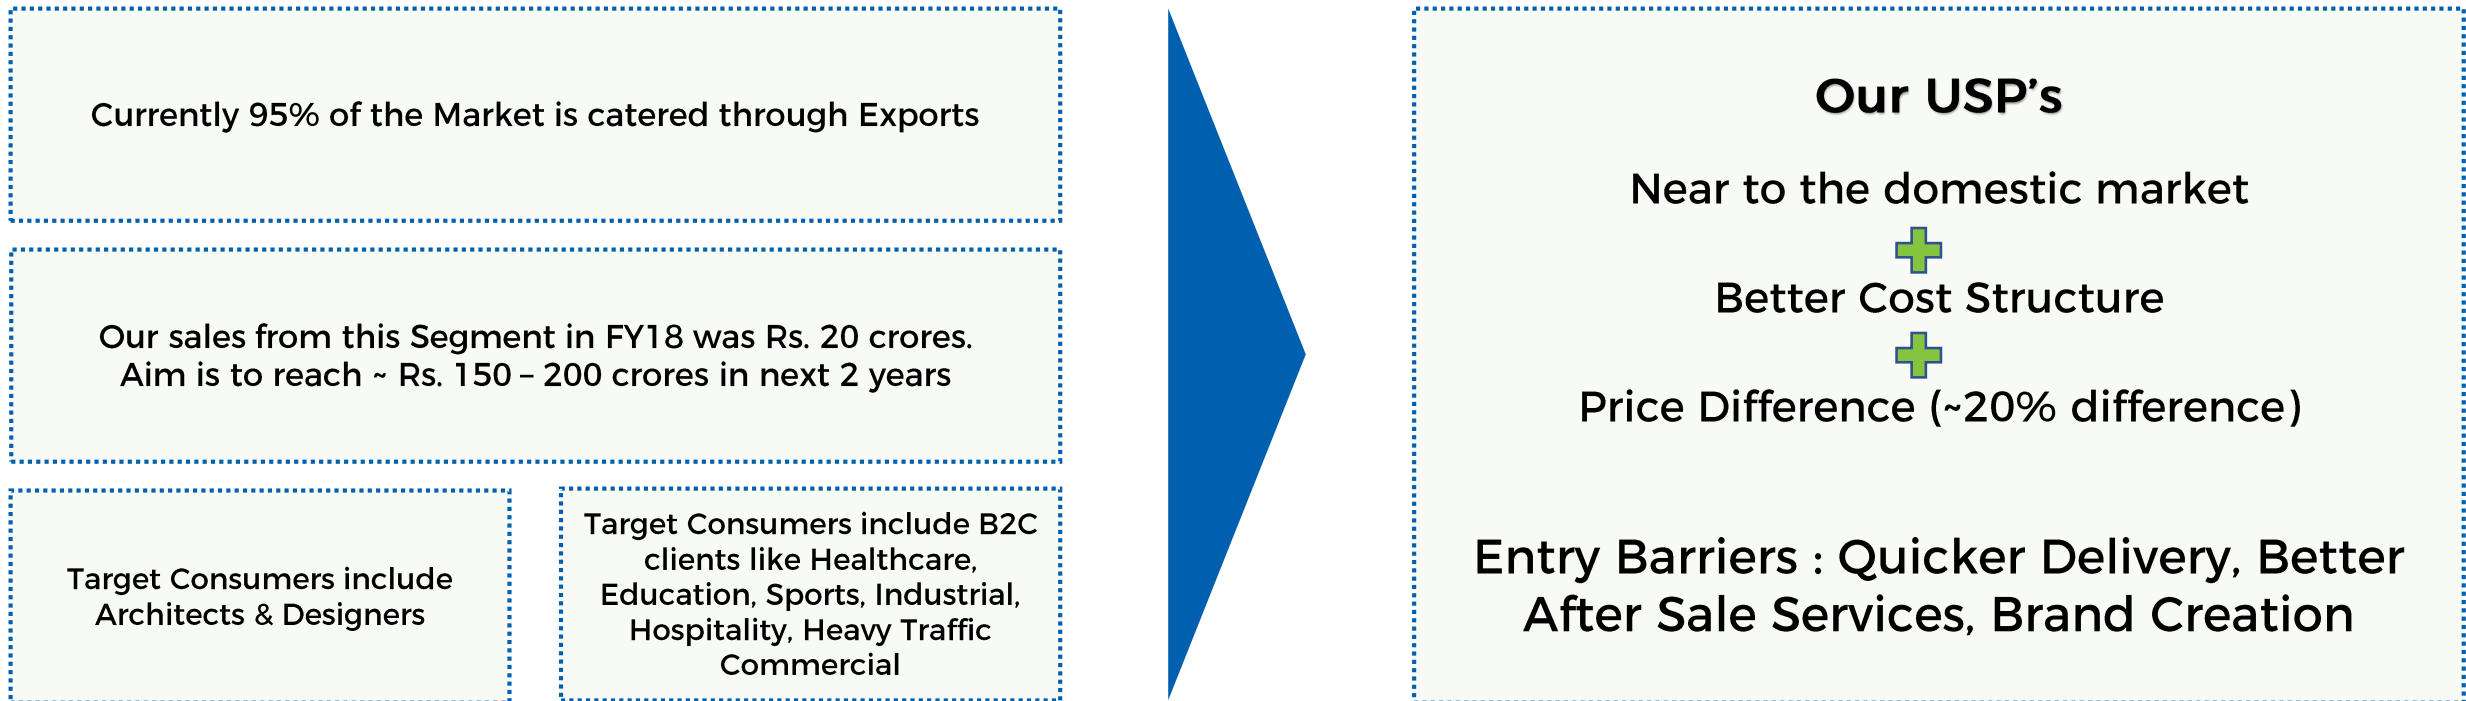 Currently 95% of the Market is catered through Exports
Our sales from this Segment in FY18 was Rs. 20 crores.
Aim is to reach ~ Rs. 150 – 200 crores in next 2 years
Target Consumers include
Architects & Designers
Target Consumers include B2C
clients like Healthcare,
Education, Sports, Industrial,
Hospitality, Heavy Traffic
Commercial
Our USP’s
Near to the domestic market
Better Cost Structure
Price Difference (~20% difference)
Entry Barriers : Quicker Delivery, Better
After Sale Services, Brand Creation